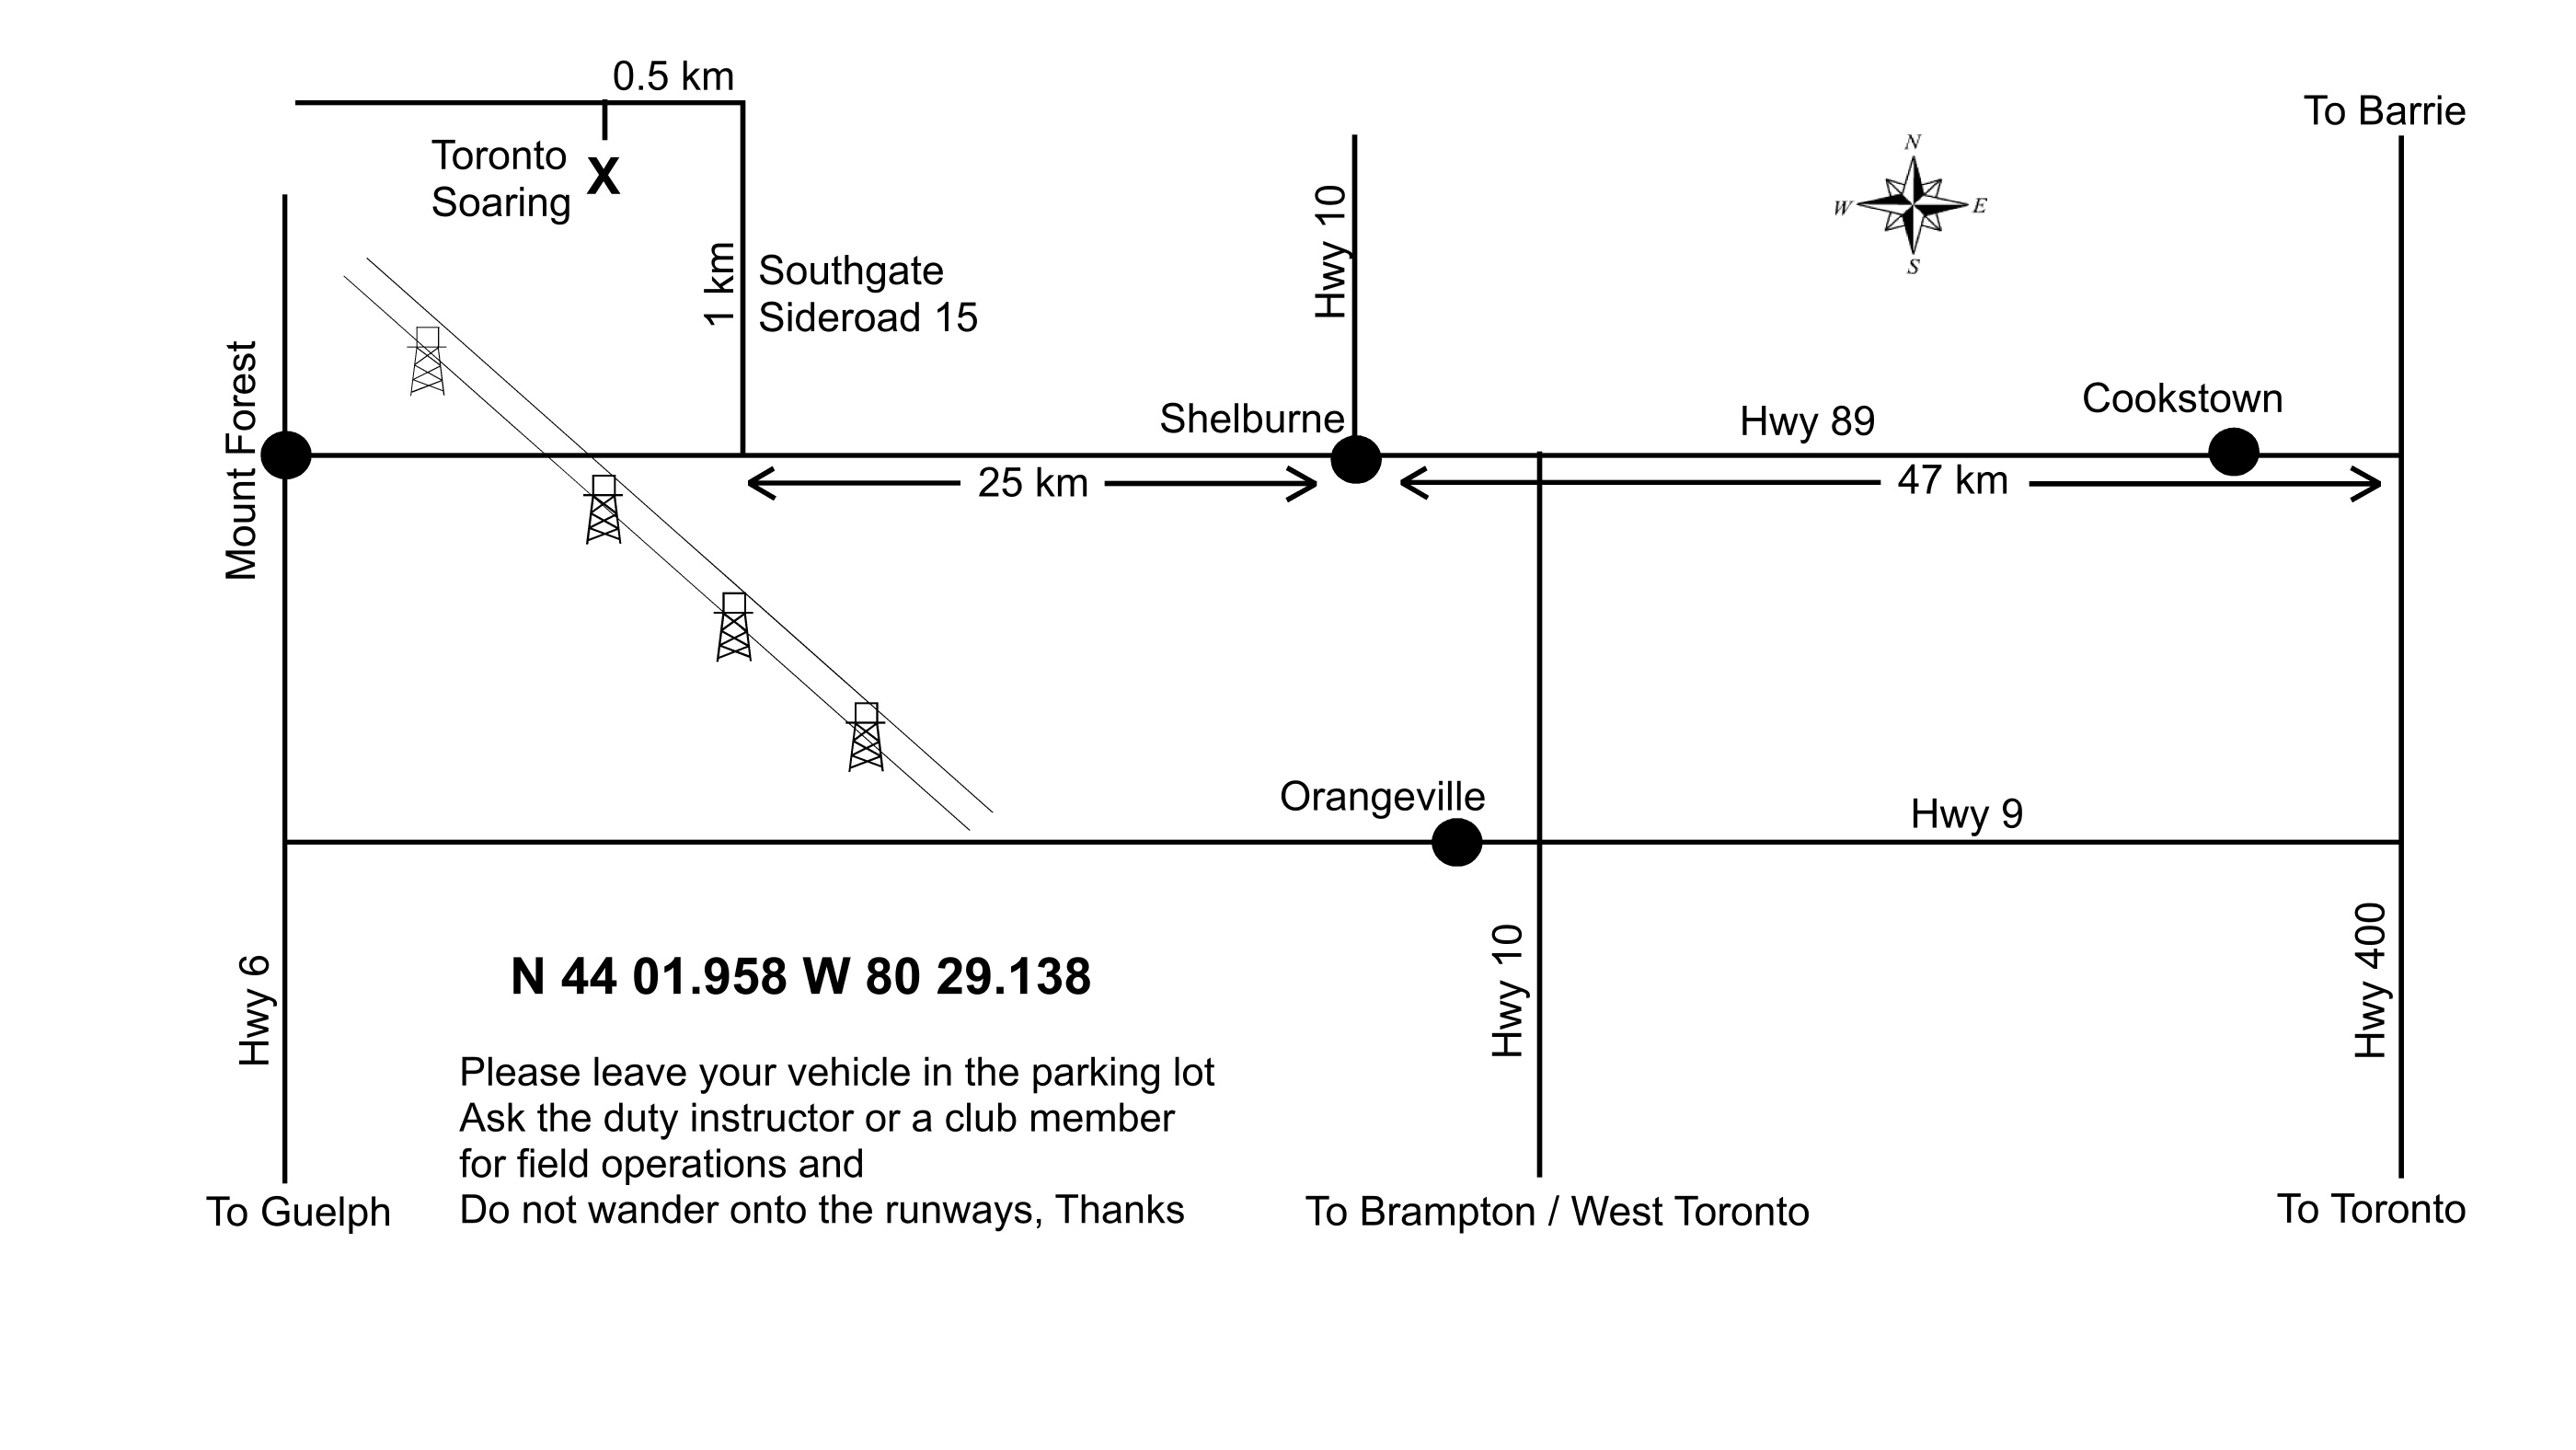 0.5 km
To Barrie
N
W
E
S
Toronto
Soaring
X
Hwy 10
1 km
Southgate
Sideroad 15
Mount Forest
Shelburne
Hwy 89
Cookstown
25 km
47 km
Orangeville
Hwy 9
Hwy 6
N 44 01.958 W 80 29.138
Hwy 10
Hwy 400
Please leave your vehicle in the parking lot
Ask the duty instructor or a club member
for field operations and
Do not wander onto the runways, Thanks
To Guelph
To Brampton / West Toronto
To Toronto